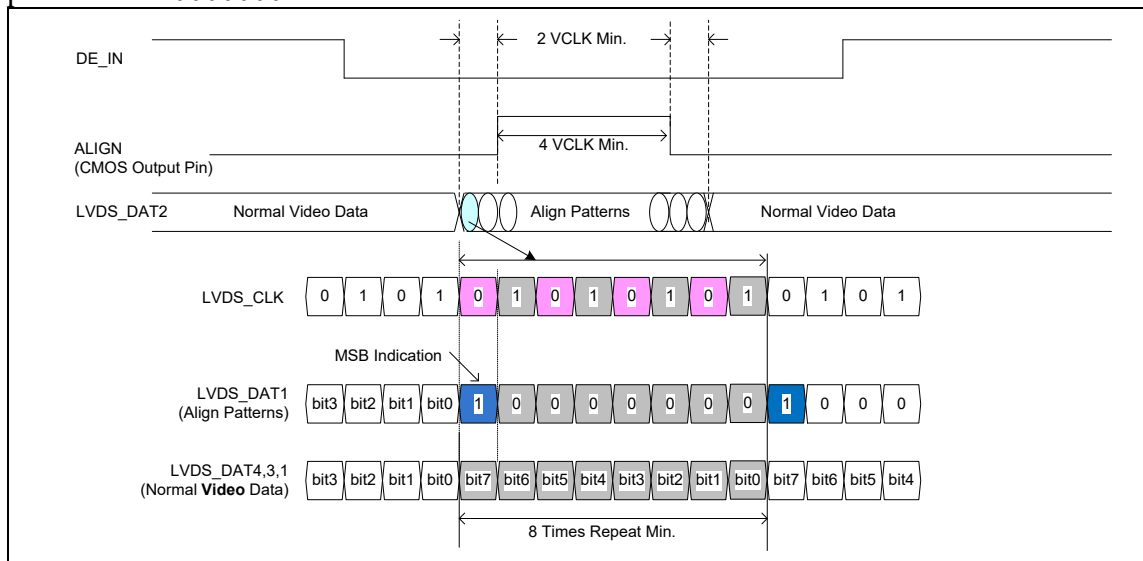 DE_IN
2 VCLK Min.
ALIGN
(CMOS Output Pin)
4 VCLK Min.
LVDS_DAT2
Normal Video Data
Align Patterns
Normal Video Data
LVDS_CLK
0 1 0 1 0 1 0 1 0 1 0 1 0 1 0 1
MSB Indication
LVDS_DAT1
(Align Patterns)
bit3 bit2 bit1 bit0 1 0 0 0 0 0 0 0 1 0 0 0
LVDS_DAT4,3,1
(Normal Video Data)
bit3 bit2 bit1 bit0 bit7 bit6 bit5 bit4 bit3 bit2 bit1 bit0 bit7 bit6 bit5 bit4
8 Times Repeat Min.